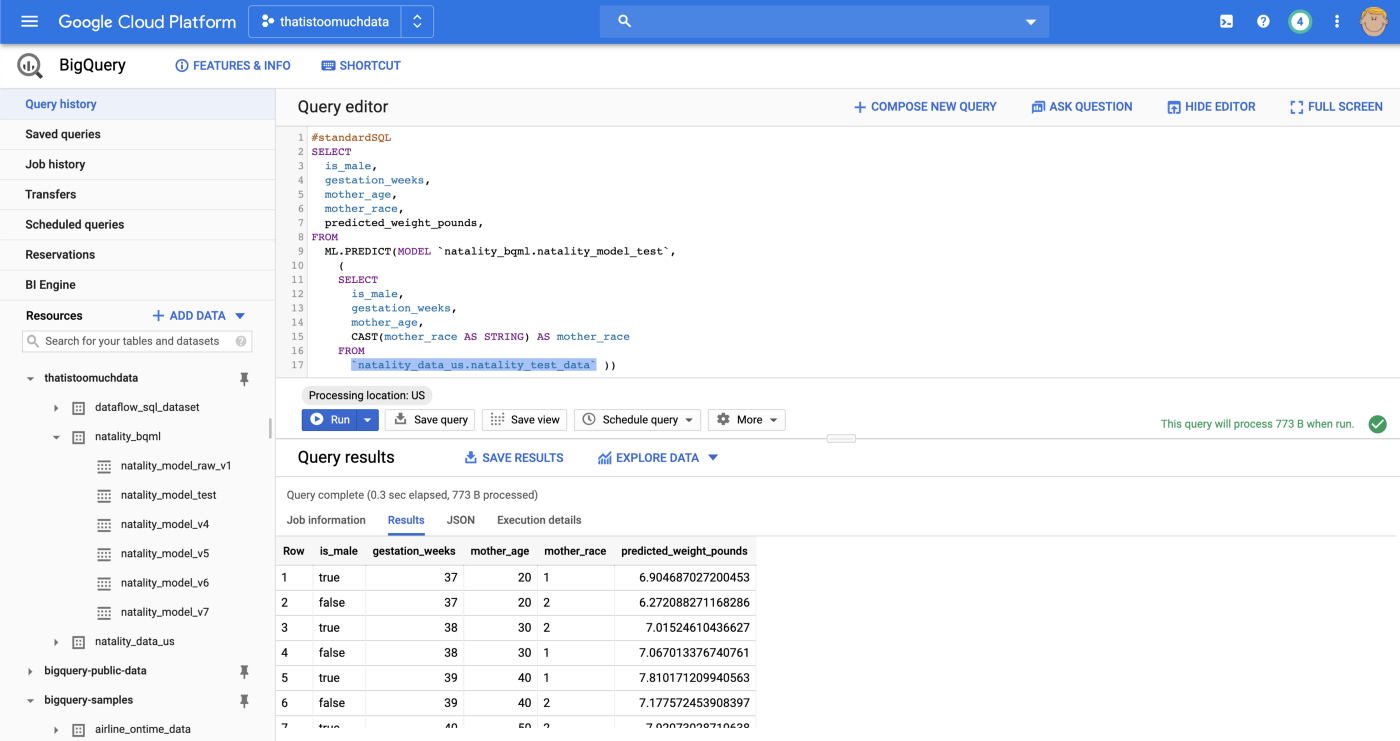 Google Cloud Platform
thatistoomuchdata
4
BigQuery
FEATURES & INFO
SHORTCUT
Query history
Saved queries
Job history
Transfers
Scheduled queries
Reservations
BI Engine
Resources
ADD DATA
Search for your tables and datasets
thatistoomuchdata
dataflow_sql_dataset
natality_bqml
natality_model_raw_v1
natality_model_test
natality_model_v4
natality_model_v5
natality_model_v6
natality_model_v7
natality_data_us
bigquery-public-data
bigquery-samples
airline_ontime_data
Query editor
COMPOSE NEW QUERY
ASK QUESTION
HIDE EDITOR
FULL SCREEN
1 #standardSQL
2 SELECT
3 is_male,
4 gestation_weeks,
5 mother_age,
6 mother_race,
7 predicted_weight_pounds,
8 FROM
9 ML.PREDICT(MODEL `natality_bqml.natality_model_test`,
10 (
11 SELECT
12 is_male,
13 gestation_weeks,
14 mother_age,
15 CAST(mother_race AS STRING) AS mother_race
16 FROM
17 `natality_data_us.natality_test_data` ))
Processing location: US
Run
Save query
Save view
Schedule query
More
This query will process 773 B when run.
Query results
SAVE RESULTS
EXPLORE DATA
Query complete (0.3 sec elapsed, 773 B processed)
Job information Results JSON Execution details
Row is_male gestation_weeks mother_age mother_race predicted_weight_pounds
1 true 37 20 1 6.904687027200453
2 false 37 20 2 6.272088271168286
3 true 38 30 2 7.01524610436627
4 false 38 30 1 7.067013376740761
5 true 39 40 1 7.810171209940563
6 false 39 40 2 7.177572453908397
7 true 40 50 2